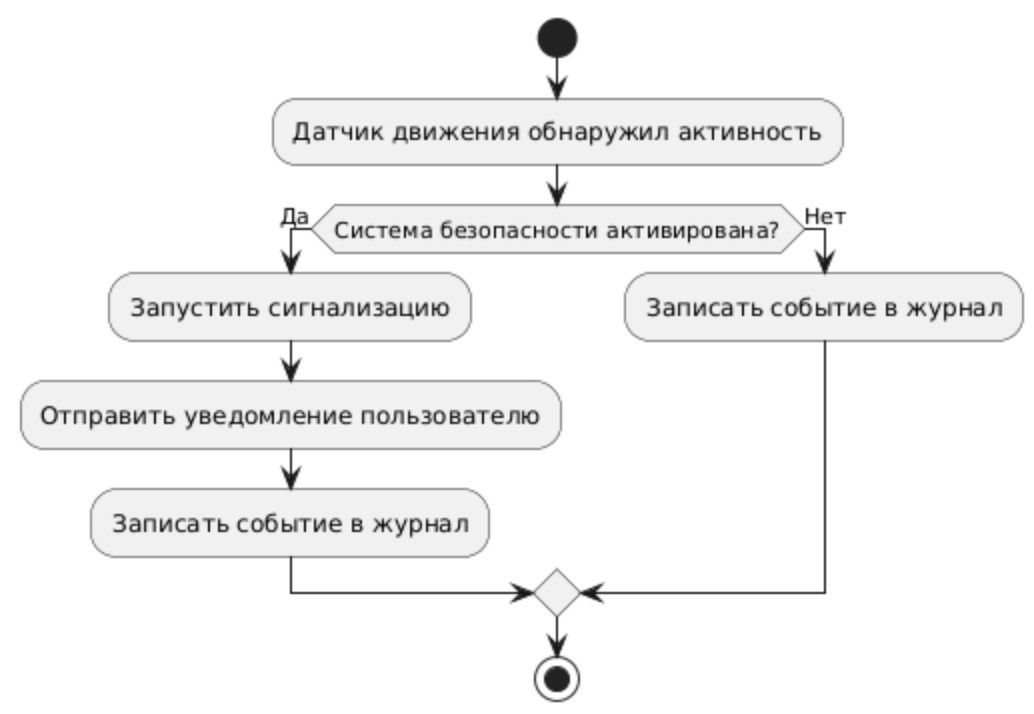 Датчик движения обнаружил активность
Да
Система безопасности активирована?
Нет
Запустить сигнализацию
Записать событие в журнал
Отправить уведомление пользователю
Записать событие в журнал